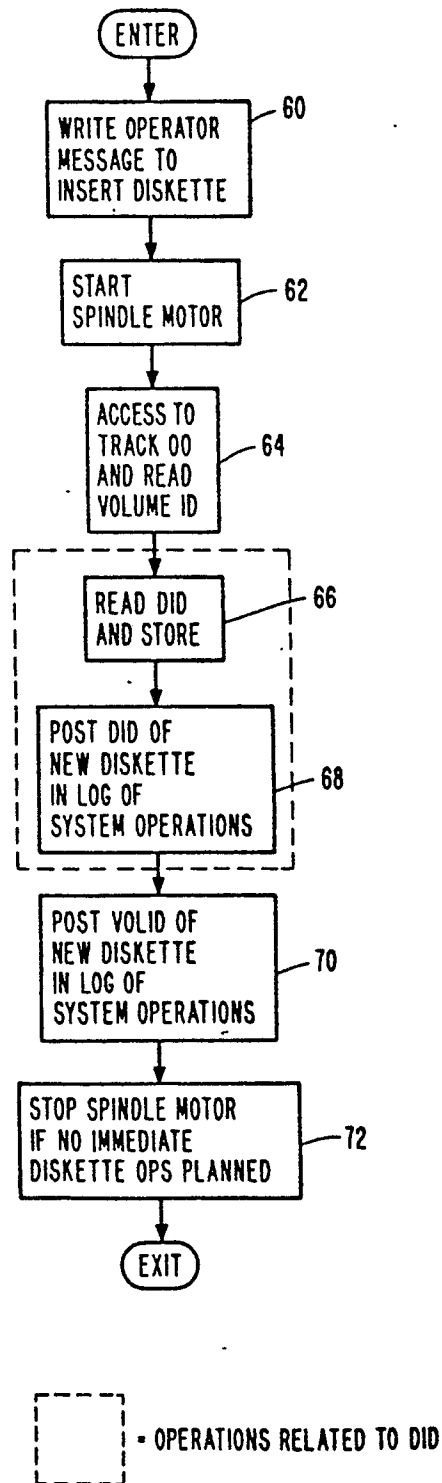 ENTER
WRITE OPERATOR
MESSAGE TO
INSERT DISKETTE
60
START
SPINDLE MOTOR
62
ACCESS TO
TRACK 00
AND READ
VOLUME ID
64
READ DID
AND STORE
66
POST DID OF
NEW DISKETTE
IN LOG OF
SYSTEM OPERATIONS
68
POST VOLID OF
NEW DISKETTE
IN LOG OF
SYSTEM OPERATIONS
70
STOP SPINDLE MOTOR
IF NO IMMEDIATE
DISKETTE OPS PLANNED
72
EXIT
= OPERATIONS RELATED TO DID